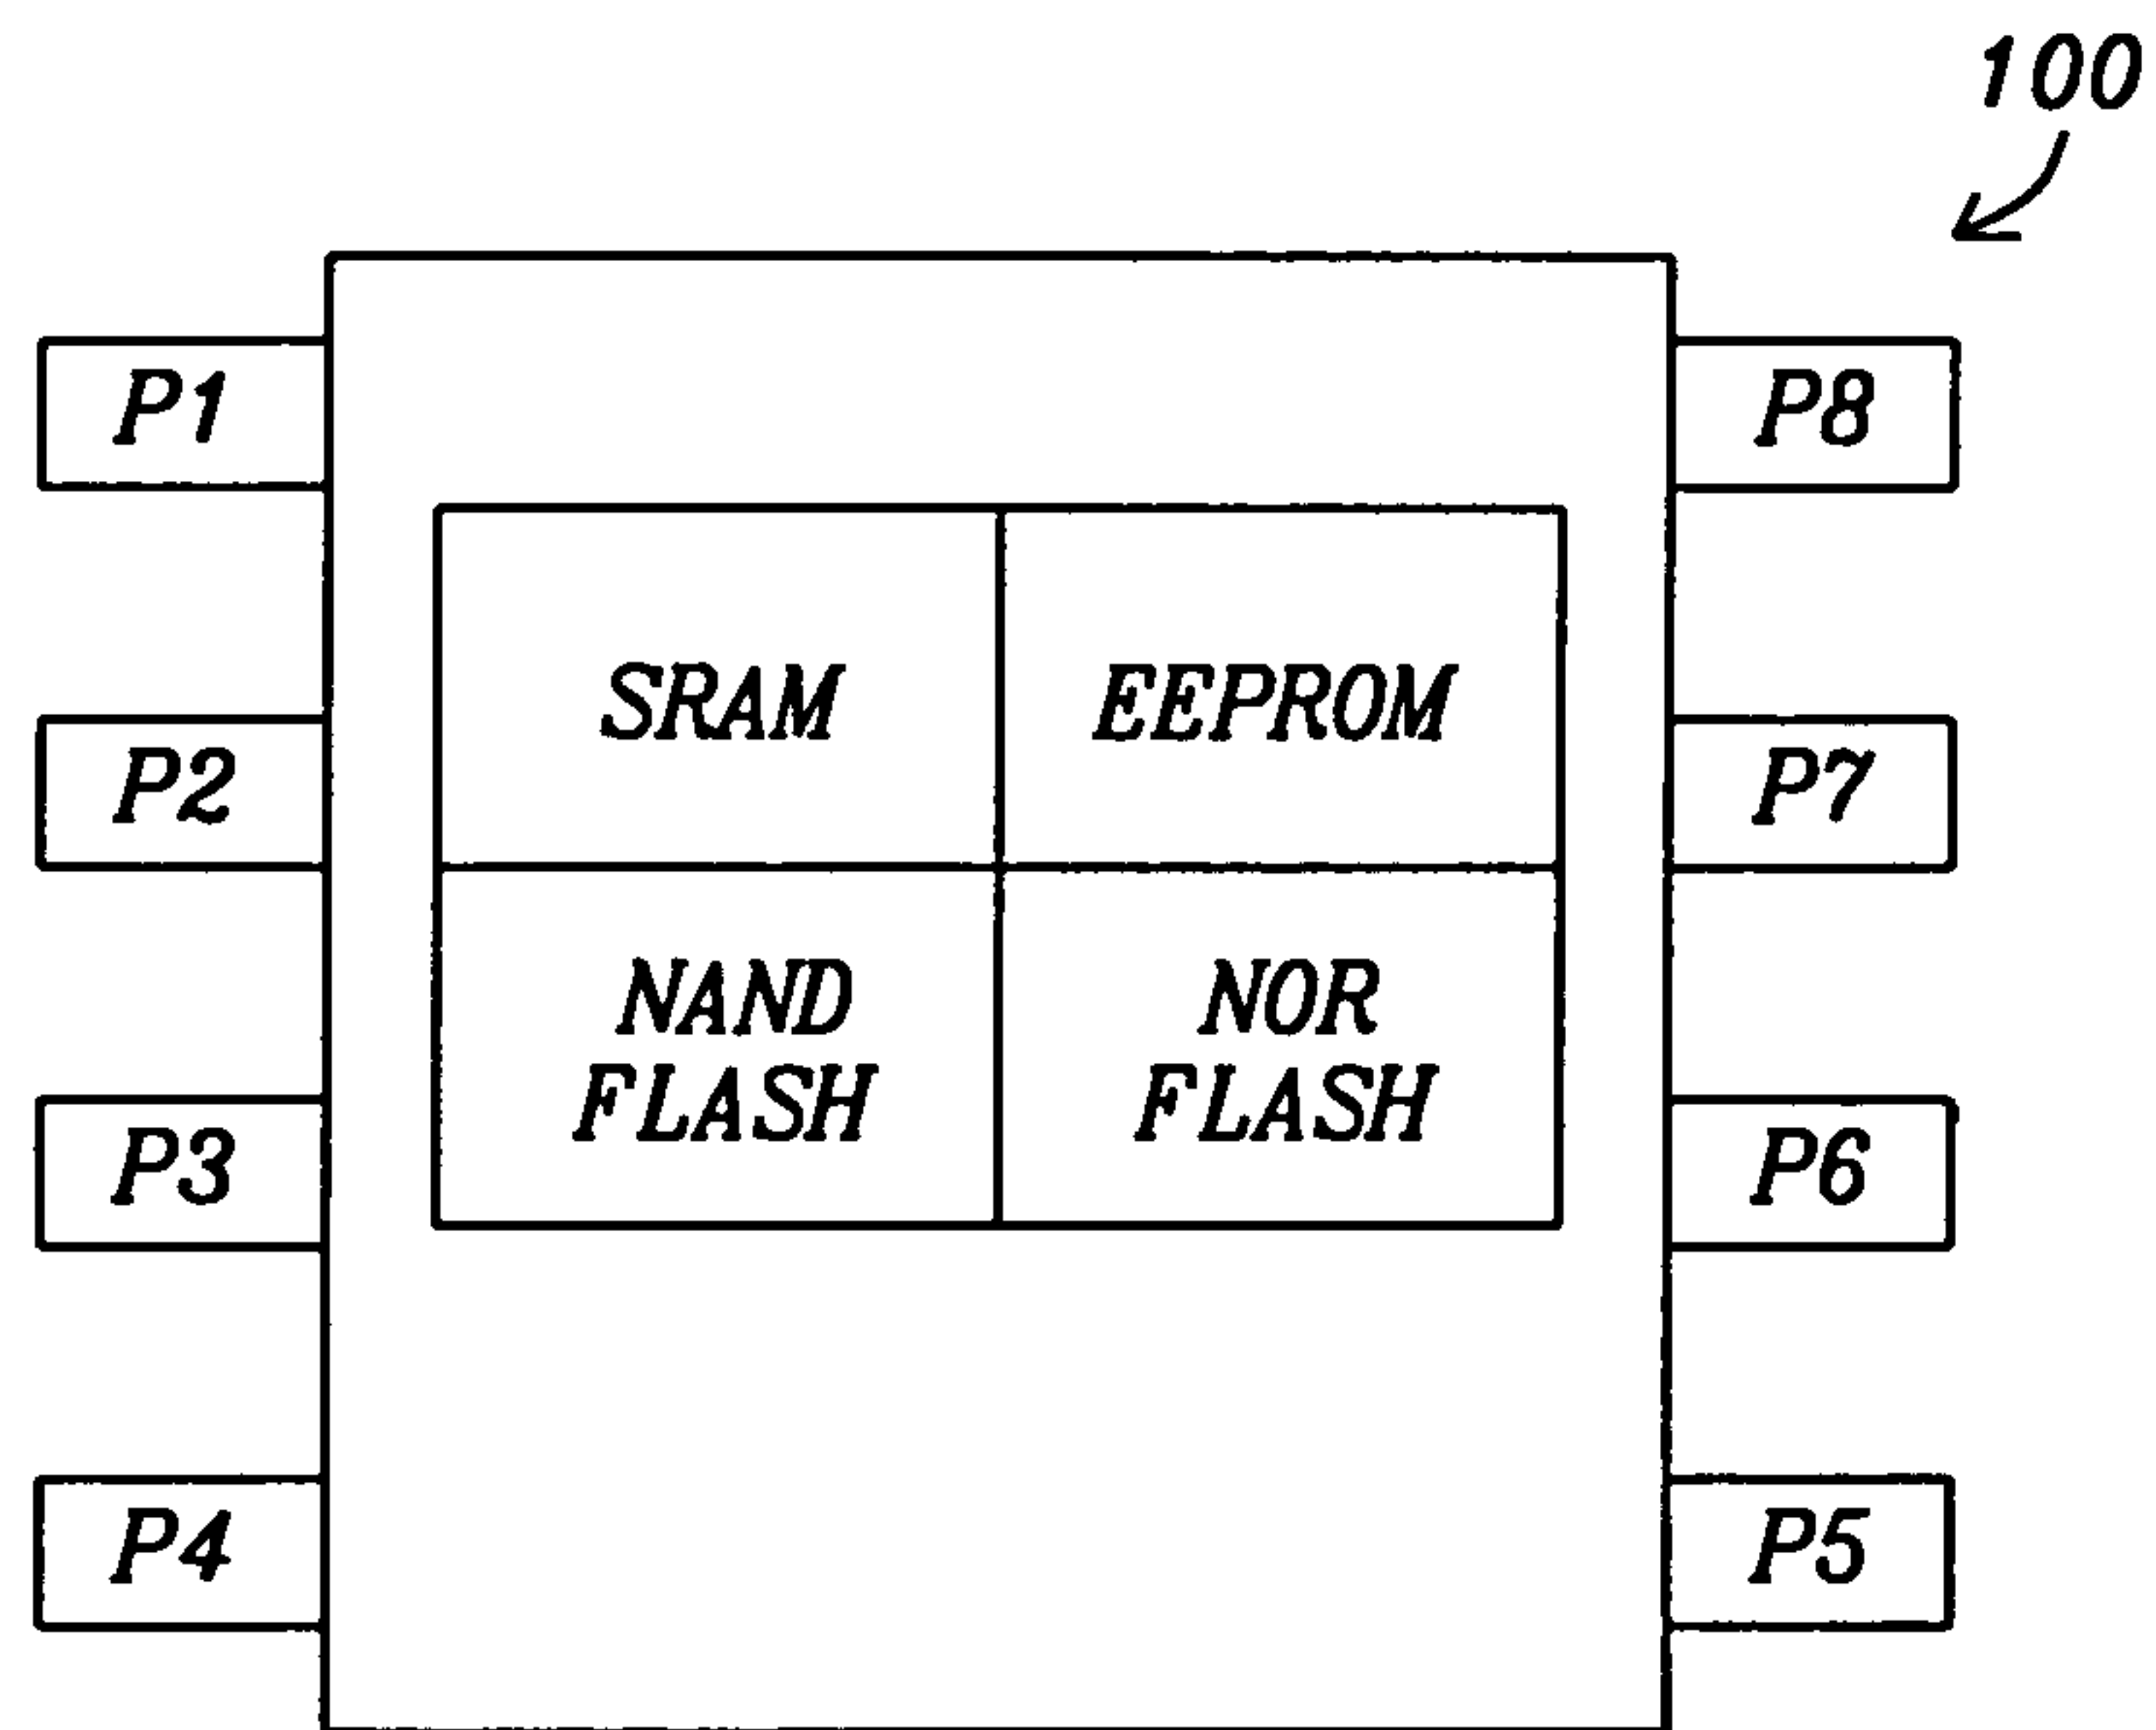 100
P1
P8
SRAM
EEPROM
P2
P7
NAND
FLASH
NOR
FLASH
P3
P6
P4
P5